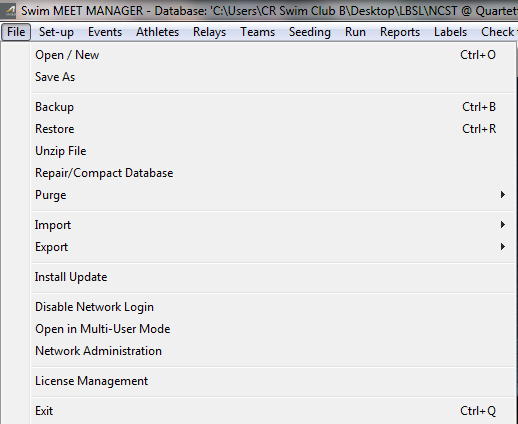 Swim MEET MANAGER - Database: 'C:\Users\CR Swim Club B\Desktop\LBSL\NCST @ Quartet
File Set-up Events Athletes Relays Teams Seeding Run Reports Labels Check
Open / New Ctrl+O
Save As
Backup Ctrl+B
Restore Ctrl+R
Unzip File
Repair/Compact Database
Purge
Import
Export
Install Update
Disable Network Login
Open in Multi-User Mode
Network Administration
License Management
Exit Ctrl+Q